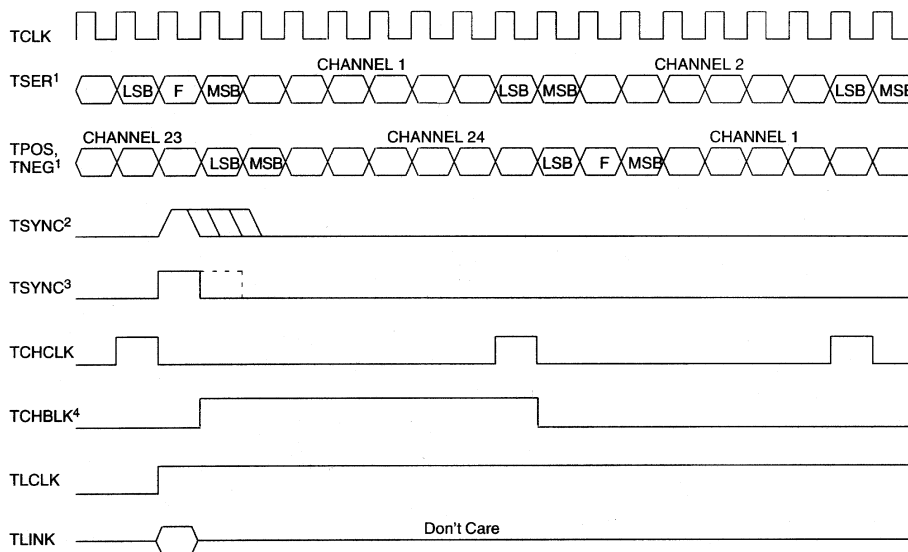 TCLK
CHANNEL 1 CHANNEL 2
TSER¹ LSB F MSB LSB MSB LSB MSB
CHANNEL 23 CHANNEL 24 CHANNEL 1
TPOS,
TNEG¹ LSB MSB LSB F MSB
TSYNC²
TSYNC³
TCHCLK
TCHBLK⁴
TLCLK
Don't Care
TLINK